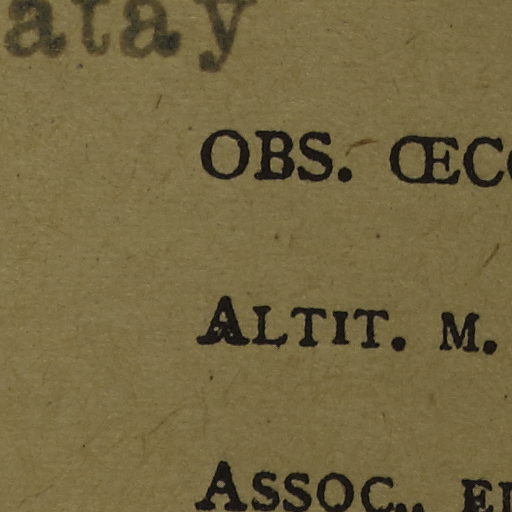 atay
OBS. ŒC
ALTIT. M.
ASSOC.,